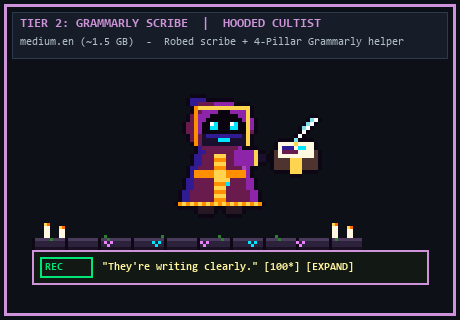 TIER 2: GRAMMARLY SCRIBE | HOODED CULTIST
medium.en (~1.5 GB) - Robed scribe + 4-Pillar Grammarly helper
REC "They're writing clearly." [100*] [EXPAND]